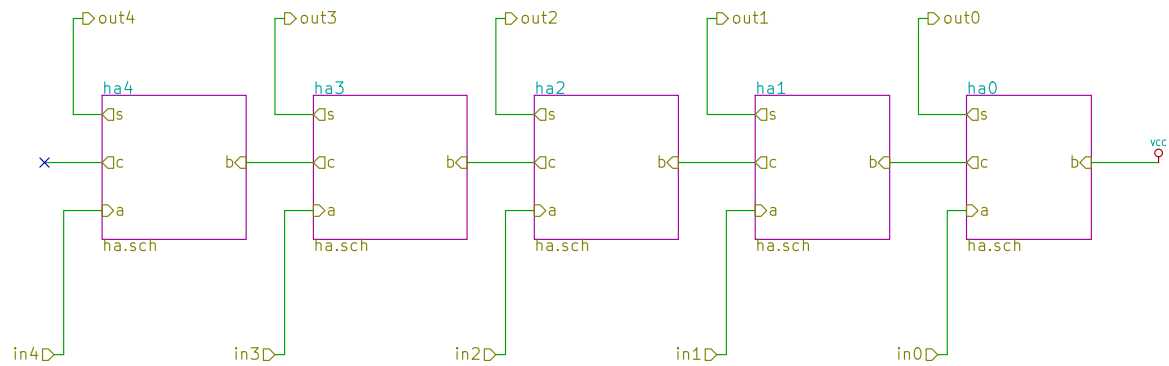 out4 out3 out2 out1 out0
ha4 ha3 ha2 ha1 ha0
s s s s s
c b c b c b c b c b vcc
a a a a a
ha.sch ha.sch ha.sch ha.sch ha.sch
in4 in3 in2 in1 in0